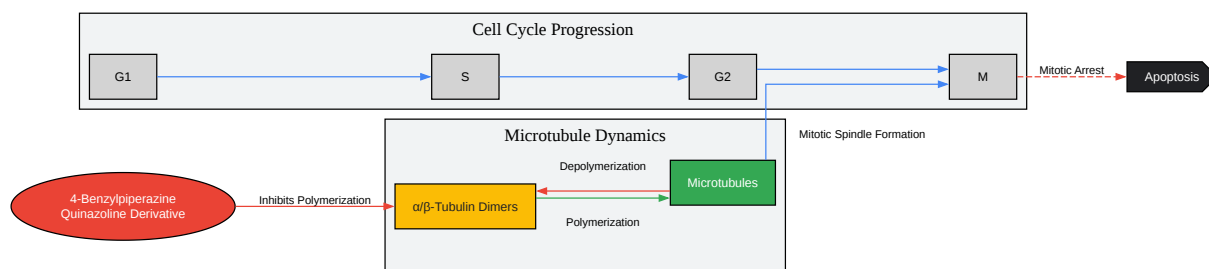 Cell Cycle Progression
G1
S
G2
M
Mitotic Arrest
Apoptosis
Microtubule Dynamics
Mitotic Spindle Formation
Depolymerization
Microtubules
4-Benzylpiperazine
Quinazoline Derivative
Inhibits Polymerization
α/β-Tubulin Dimers
Polymerization